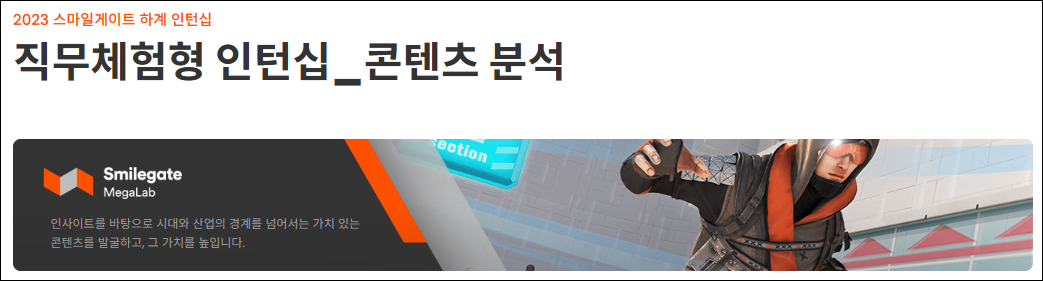 2023 스마일게이트 하계 인턴십
직무체험형 인턴십_콘텐츠 분석
section
Smilegate
MegaLab
인사이트를 바탕으로 시대와 산업의 경계를 넘어서는 가치 있는
콘텐츠를 발굴하고, 그 가치를 높입니다.